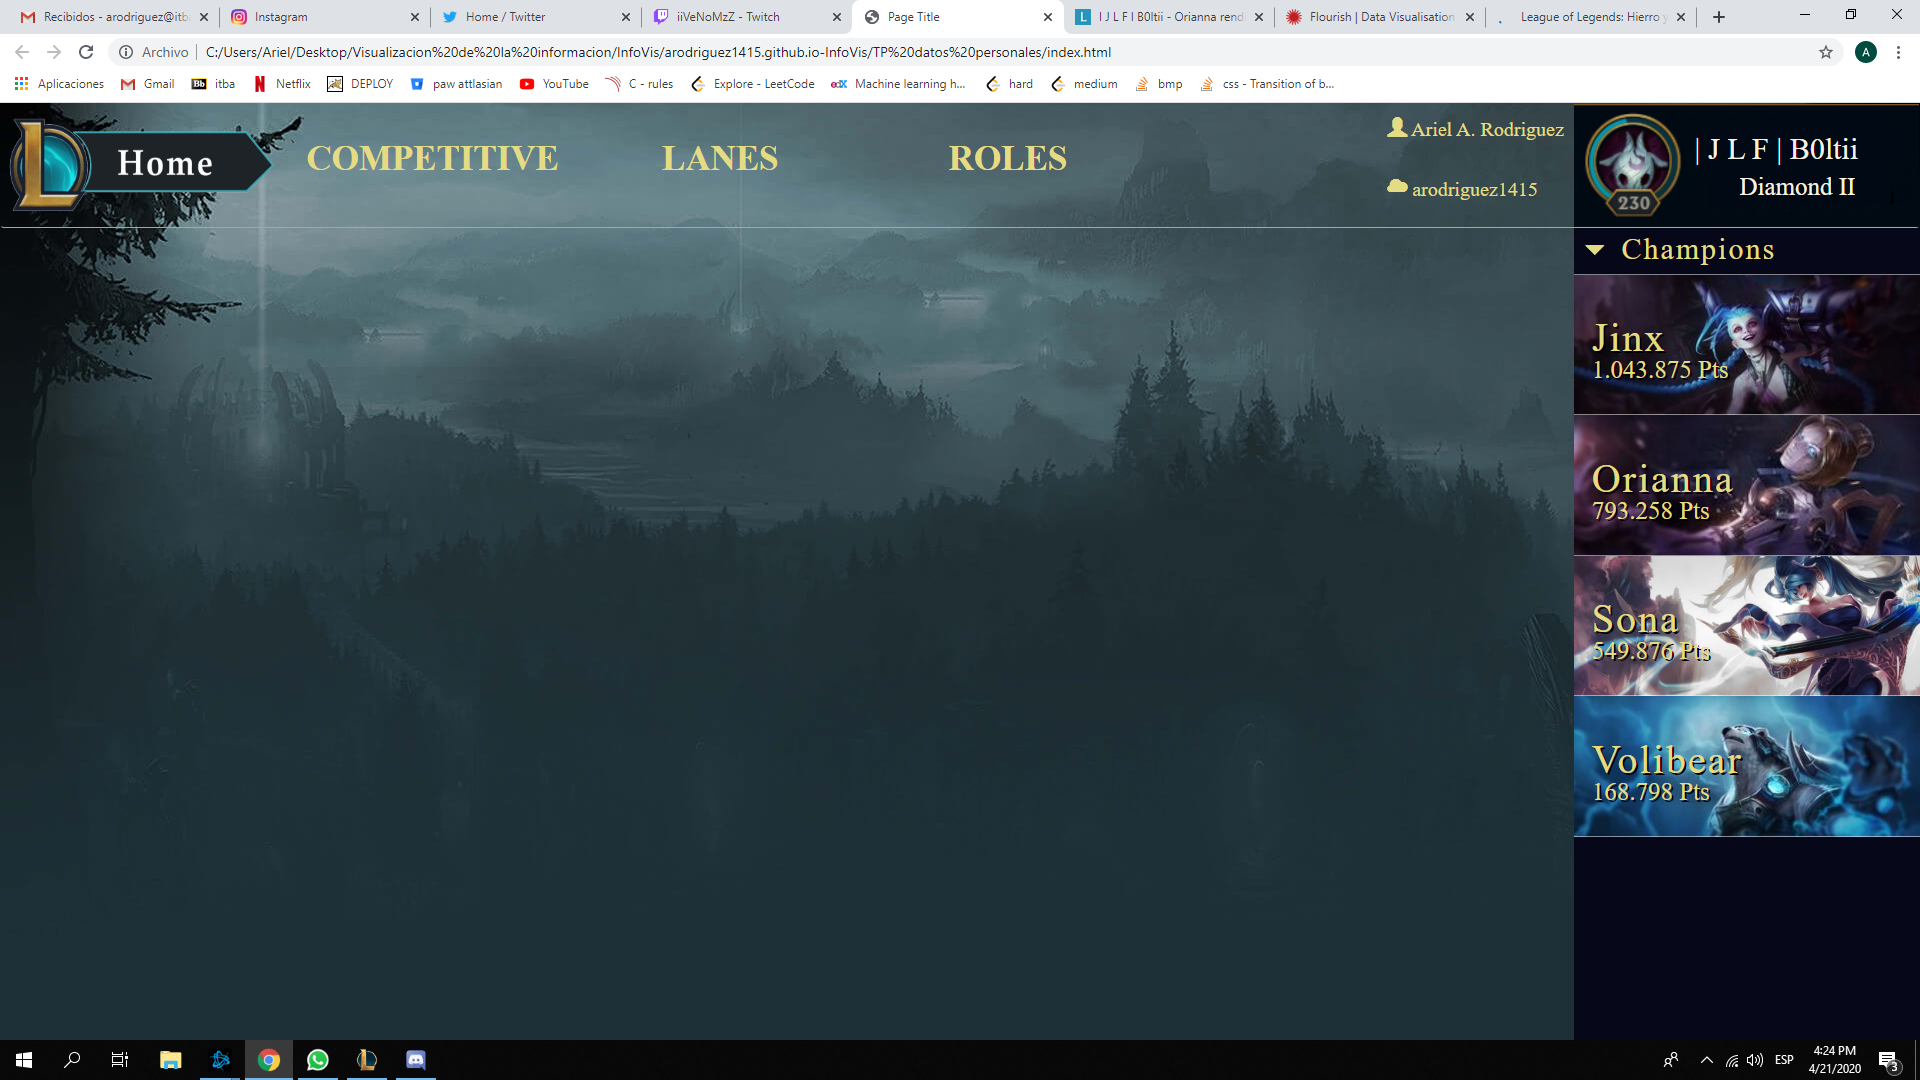 Recibidos - arodriguez@itb
Instagram
Home / Twitter
iiVeNoMzZ - Twitch
Page Title
I J L F I B0ltii - Orianna rend
Flourish | Data Visualisation
League of Legends: Hierro y
Archivo
C:/Users/Ariel/Desktop/Visualizacion%20de%20la%20informacion/InfoVis/arodriguez1415.github.io-InfoVis/TP%20datos%20personales/index.html
A
Aplicaciones
Gmail
Bb itba
Netflix
DEPLOY
paw attlasian
YouTube
C - rules
Explore - LeetCode
edX Machine learning h...
hard
medium
bmp
css - Transition of b...
Home
COMPETITIVE
LANES
ROLES
Ariel A. Rodriguez
arodriguez1415
230
| J L F | B0ltii
Diamond II
Champions
Jinx
1.043.875 Pts
Orianna
793.258 Pts
Sona
549.876 Pts
Volibear
168.798 Pts
ESP
4:24 PM
4/21/2020
3